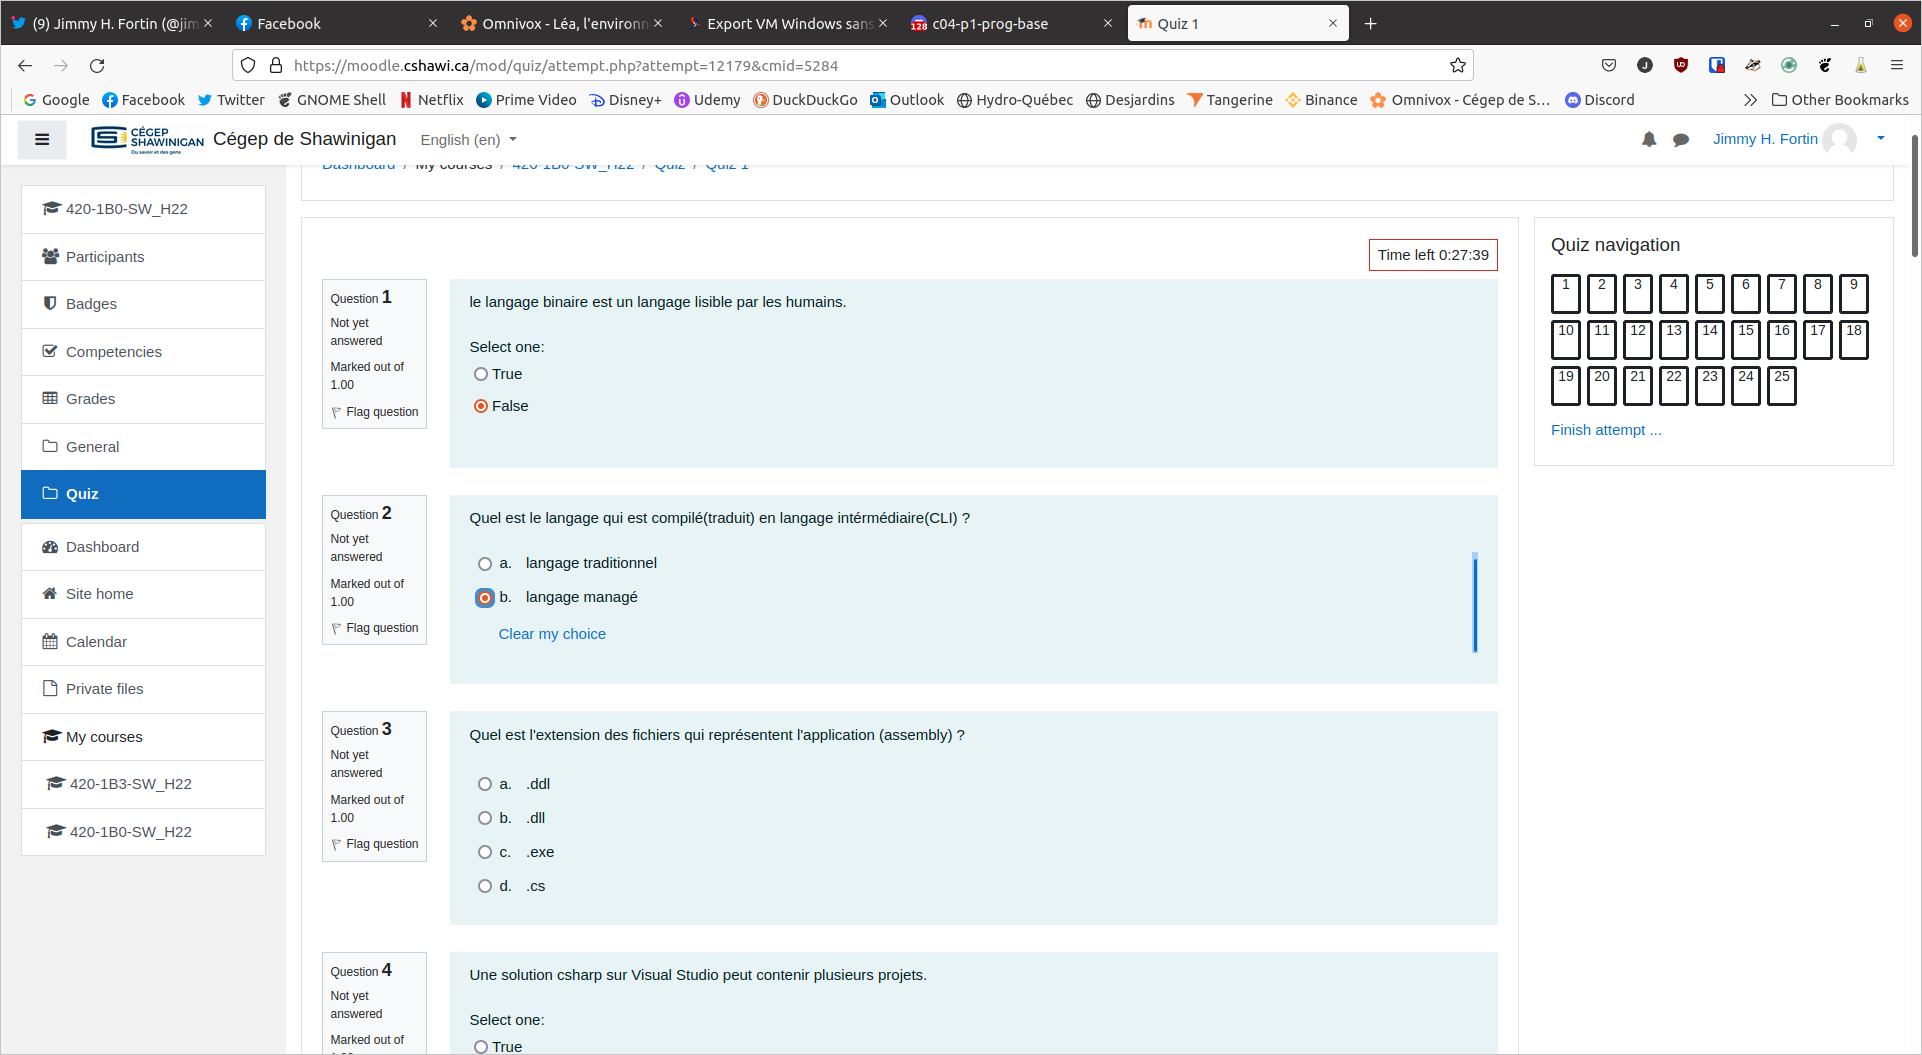 (9) Jimmy H. Fortin (@jim
Facebook
Omnivox - Léa, l'environn
Export VM Windows sans
c04-p1-prog-base
Quiz 1
https://moodle.cshawi.ca/mod/quiz/attempt.php?attempt=12179&cmid=5284
Google
Facebook
Twitter
GNOME Shell
Netflix
Prime Video
Disney+
Udemy
DuckDuckGo
Outlook
Hydro-Québec
Desjardins
Tangerine
Binance
Omnivox - Cégep de S…
Discord
Other Bookmarks
CÉGEP
SHAWINIGAN
Du savoir et des gens
Cégep de Shawinigan
English (en)
Jimmy H. Fortin
Dashboard / My courses / 420-1B0-SW_H22 / Quiz / Quiz 1
420-1B0-SW_H22
Participants
Badges
Competencies
Grades
General
Quiz
Dashboard
Site home
Calendar
Private files
My courses
420-1B3-SW_H22
420-1B0-SW_H22
Time left 0:27:39
Question 1
Not yet
answered
Marked out of
1.00
Flag question
le langage binaire est un langage lisible par les humains.
Select one:
True
False
Question 2
Not yet
answered
Marked out of
1.00
Flag question
Quel est le langage qui est compilé(traduit) en langage intérmédiaire(CLI) ?
a. langage traditionnel
b. langage managé
Clear my choice
Question 3
Not yet
answered
Marked out of
1.00
Flag question
Quel est l'extension des fichiers qui représentent l'application (assembly) ?
a. .ddl
b. .dll
c. .exe
d. .cs
Question 4
Not yet
answered
Marked out of
1.00
Une solution csharp sur Visual Studio peut contenir plusieurs projets.
Select one:
True
Quiz navigation
1 2 3 4 5 6 7 8 9
10 11 12 13 14 15 16 17 18
19 20 21 22 23 24 25
Finish attempt ...